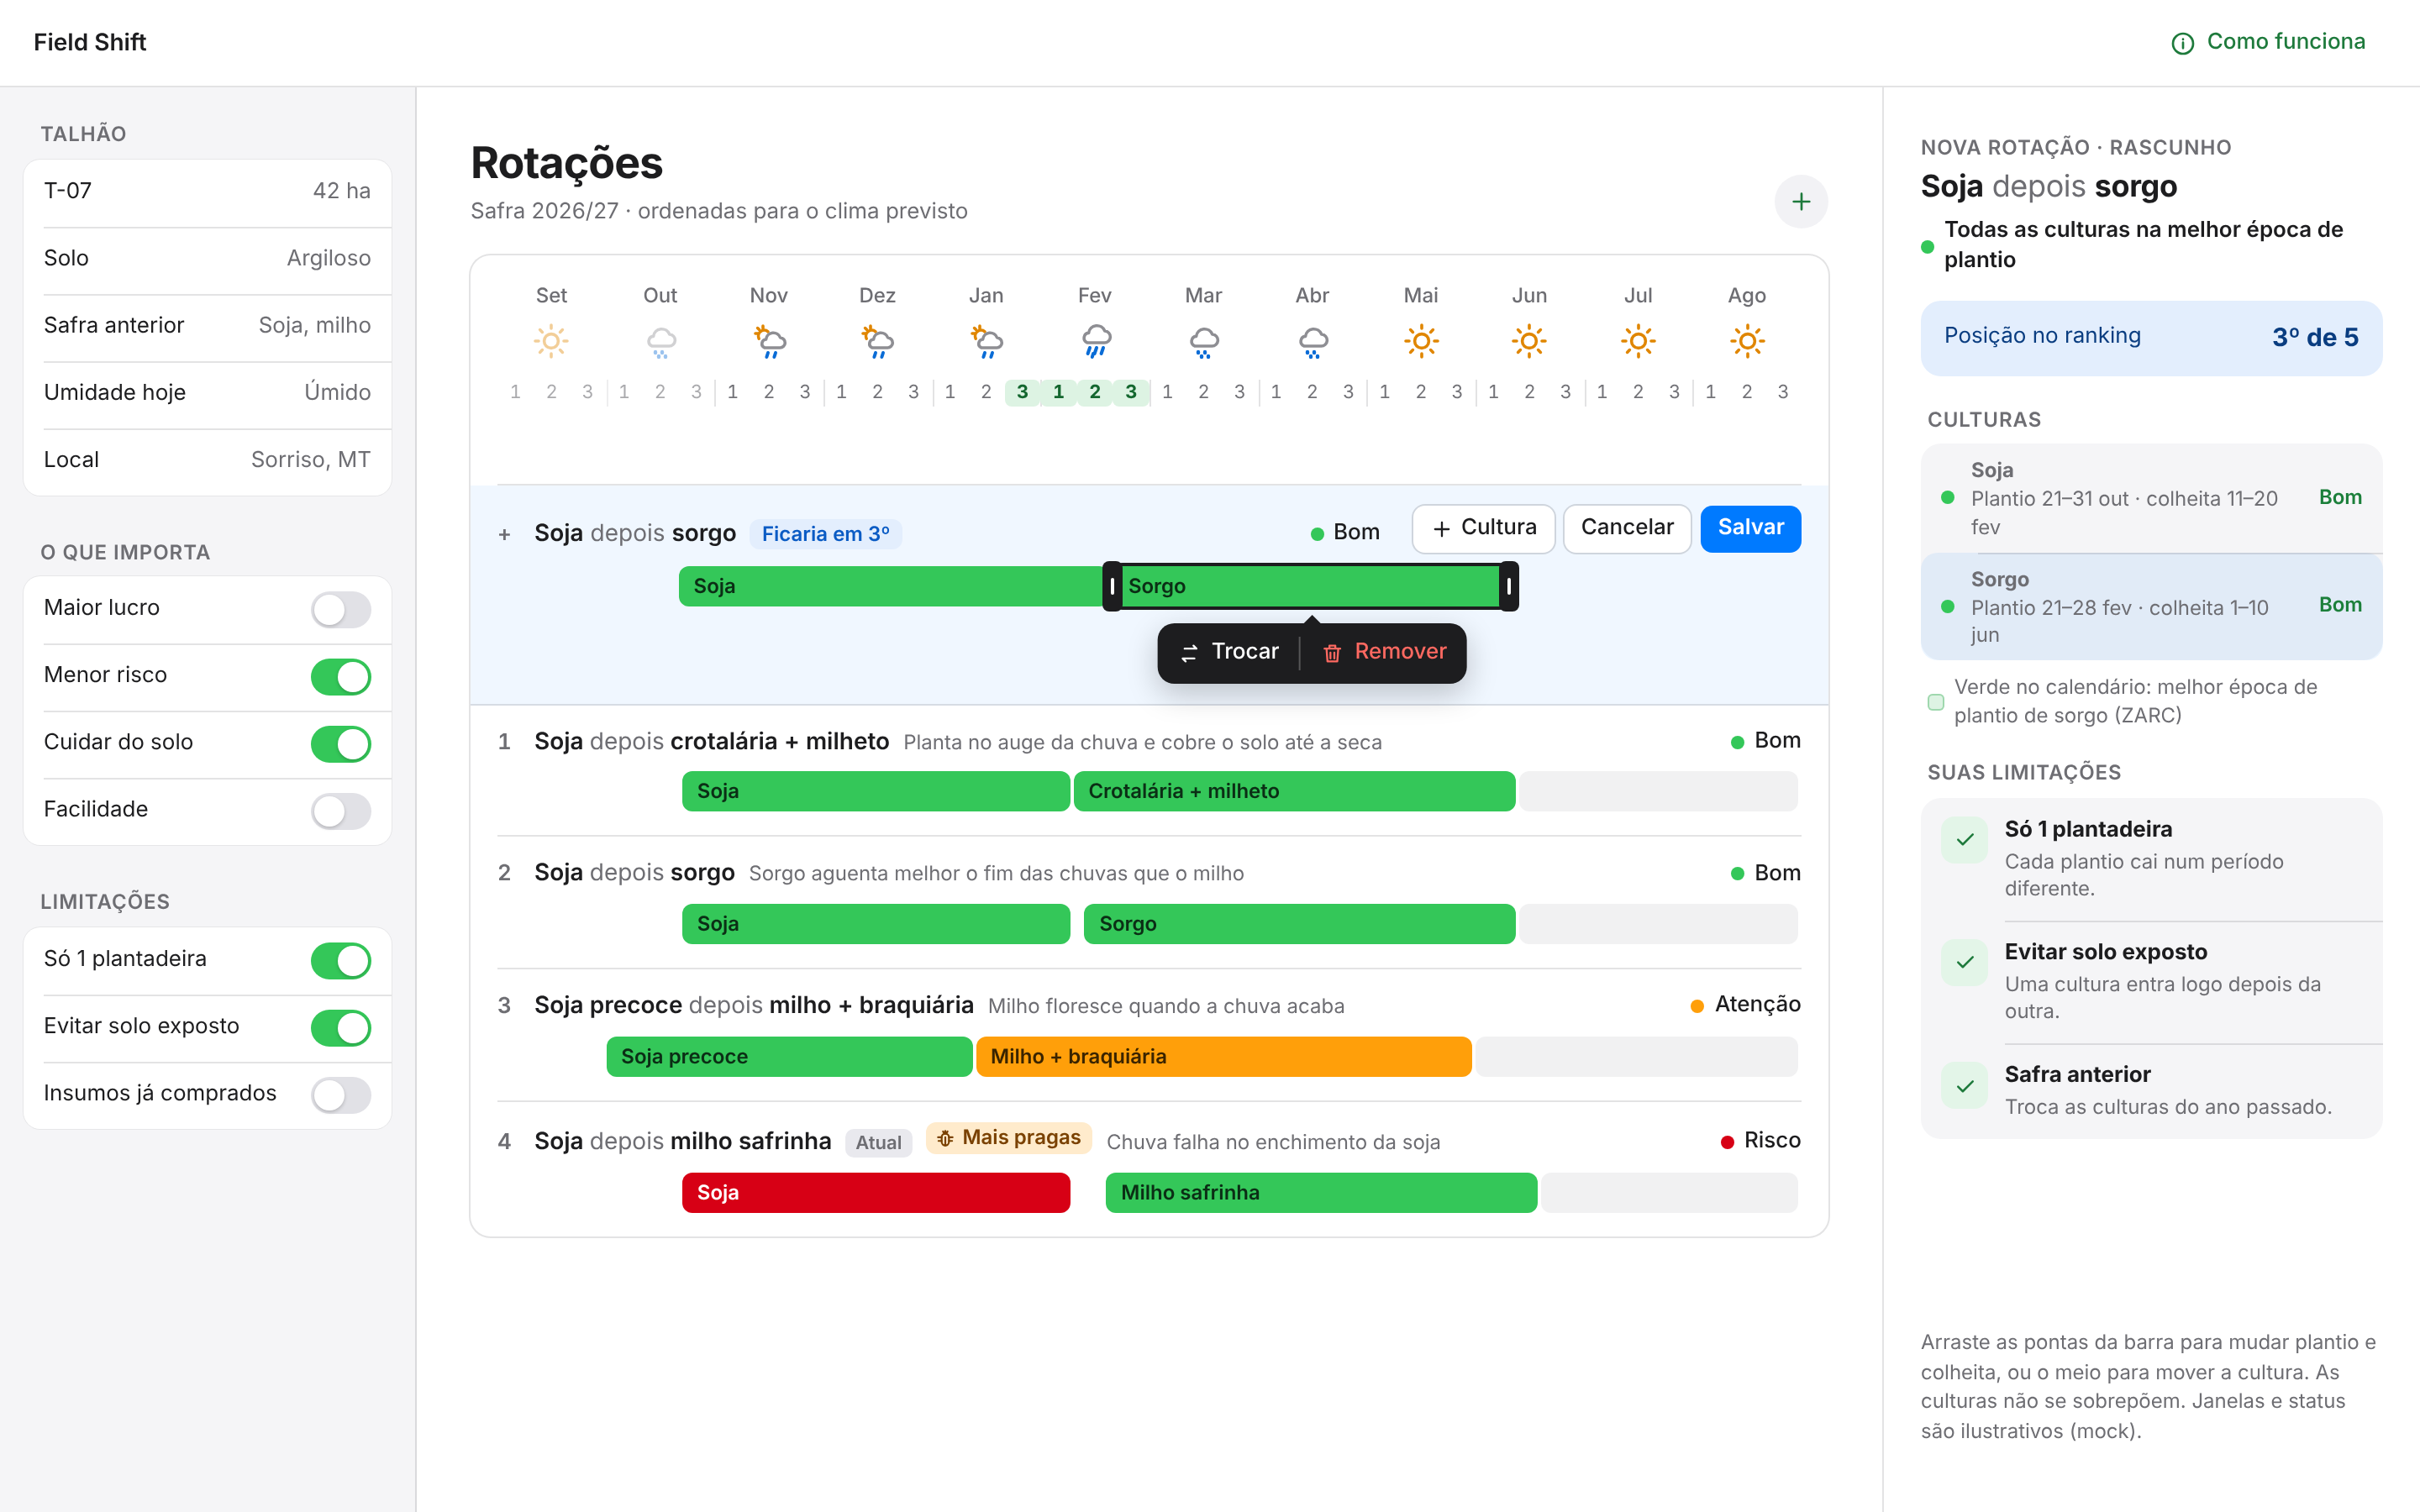 Field Shift
Como funciona
TALHÃO
T-07 42 ha
Solo Argiloso
Safra anterior Soja, milho
Umidade hoje Úmido
Local Sorriso, MT
O QUE IMPORTA
Maior lucro
Menor risco
Cuidar do solo
Facilidade
LIMITAÇÕES
Só 1 plantadeira
Evitar solo exposto
Insumos já comprados
Rotações
Safra 2026/27 · ordenadas para o clima previsto
+
Set Out Nov Dez Jan Fev Mar Abr Mai Jun Jul Ago
1 2 3 1 2 3 1 2 3 1 2 3 1 2 3 1 2 3 1 2 3 1 2 3 1 2 3 1 2 3 1 2 3 1 2 3
+ Soja depois sorgo Ficaria em 3º Bom + Cultura Cancelar Salvar
Soja Sorgo
Trocar Remover
1 Soja depois crotalária + milheto Planta no auge da chuva e cobre o solo até a seca Bom
Soja Crotalária + milheto
2 Soja depois sorgo Sorgo aguenta melhor o fim das chuvas que o milho Bom
Soja Sorgo
3 Soja precoce depois milho + braquiária Milho floresce quando a chuva acaba Atenção
Soja precoce Milho + braquiária
4 Soja depois milho safrinha Atual Mais pragas Chuva falha no enchimento da soja Risco
Soja Milho safrinha
NOVA ROTAÇÃO · RASCUNHO
Soja depois sorgo
Todas as culturas na melhor época de
plantio
Posição no ranking 3º de 5
CULTURAS
Soja
Plantio 21–31 out · colheita 11–20
fev
Bom
Sorgo
Plantio 21–28 fev · colheita 1–10
jun
Bom
Verde no calendário: melhor época de
plantio de sorgo (ZARC)
SUAS LIMITAÇÕES
Só 1 plantadeira
Cada plantio cai num período
diferente.
Evitar solo exposto
Uma cultura entra logo depois da
outra.
Safra anterior
Troca as culturas do ano passado.
Arraste as pontas da barra para mudar plantio e
colheita, ou o meio para mover a cultura. As
culturas não se sobrepõem. Janelas e status
são ilustrativos (mock).